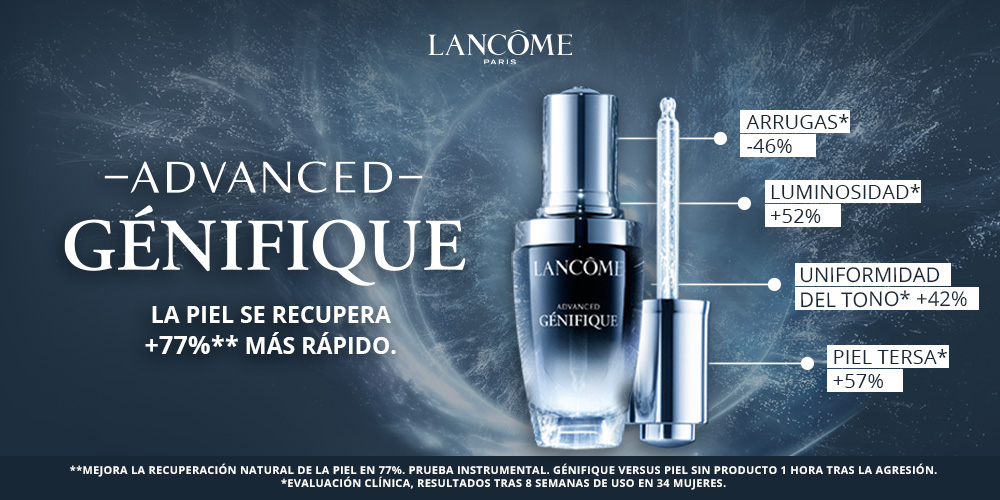 LANCÔME
PARIS
–ADVANCED–
GÉNIFIQUE
LA PIEL SE RECUPERA
+77%** MÁS RÁPIDO.
LANCÔME
ADVANCED
GÉNIFIQUE
ARRUGAS*
-46%
LUMINOSIDAD*
+52%
UNIFORMIDAD
DEL TONO* +42%
PIEL TERSA*
+57%
**MEJORA LA RECUPERACIÓN NATURAL DE LA PIEL EN 77%. PRUEBA INSTRUMENTAL. GÉNIFIQUE VERSUS PIEL SIN PRODUCTO 1 HORA TRAS LA AGRESIÓN.
*EVALUACIÓN CLÍNICA, RESULTADOS TRAS 8 SEMANAS DE USO EN 34 MUJERES.